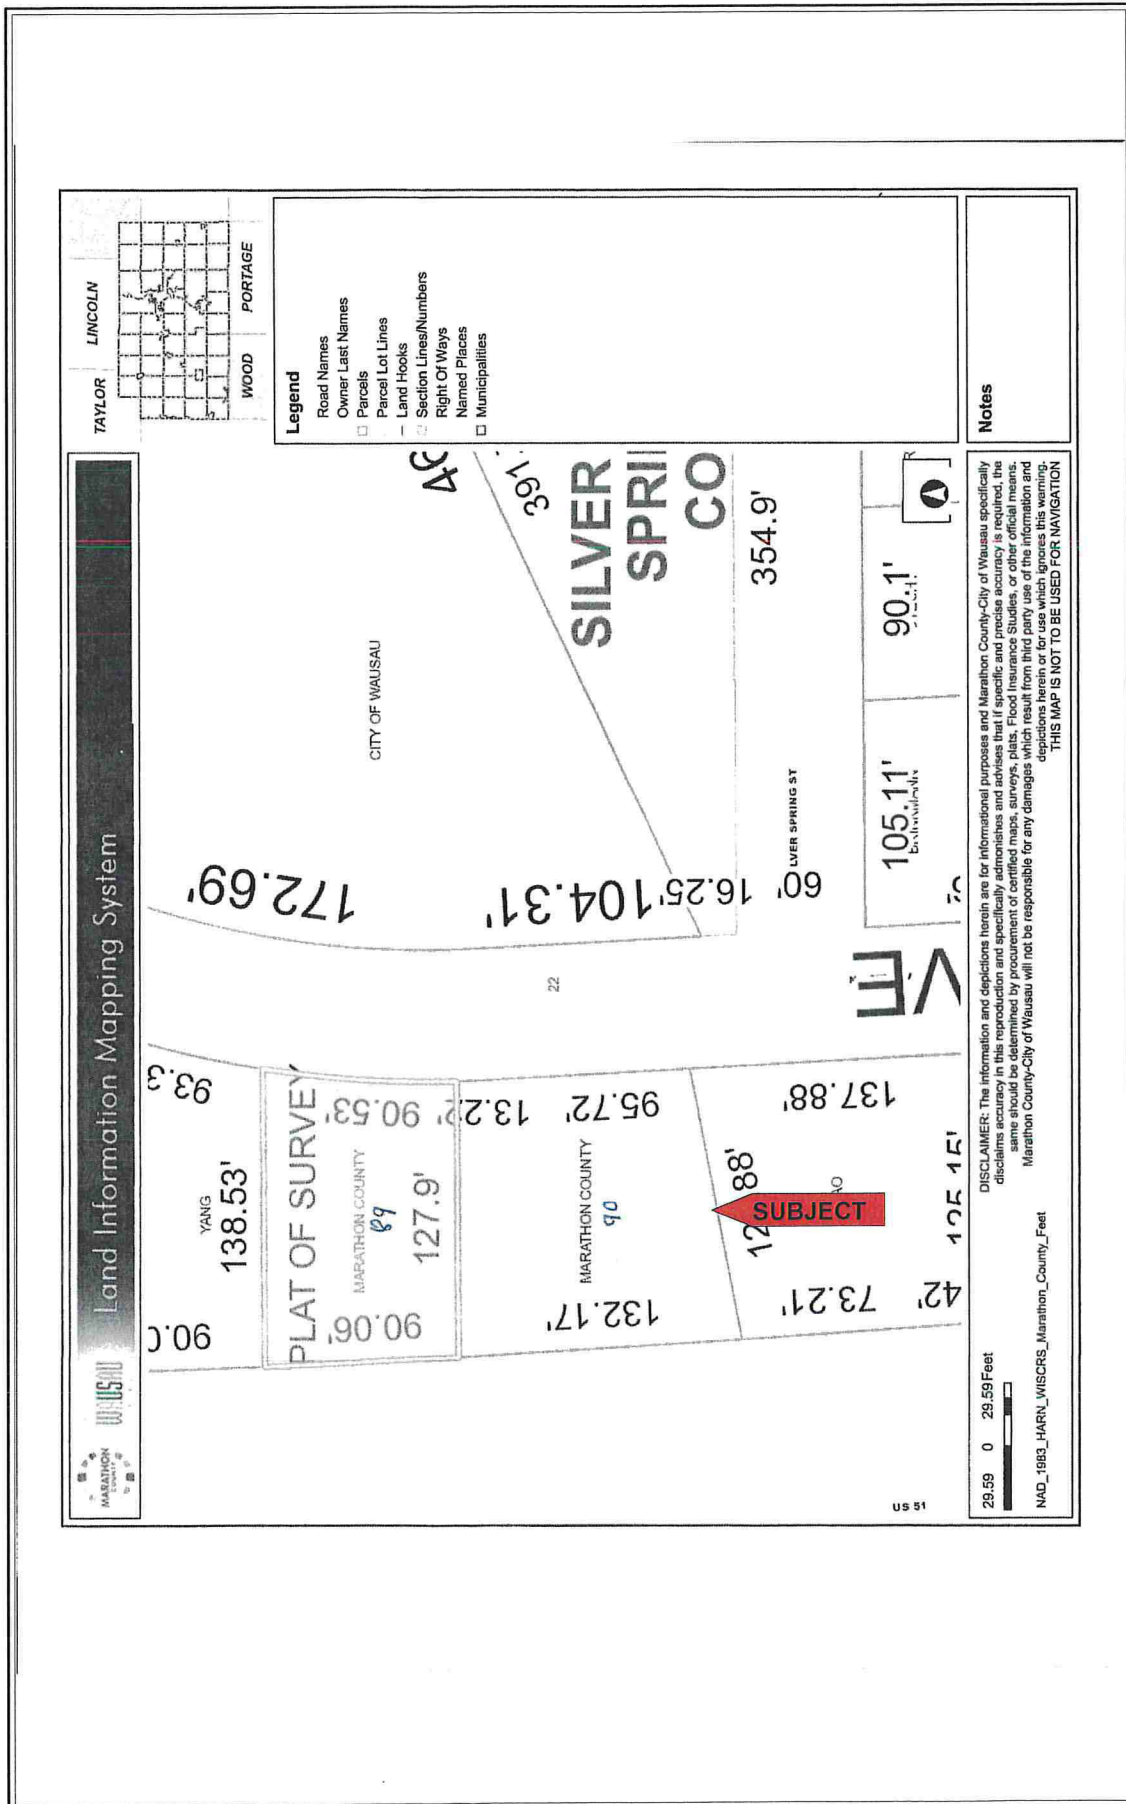 MARATHON
COUNTY
WAUSAU
Land Information Mapping System
TAYLOR
LINCOLN
WOOD
PORTAGE
Legend
Road Names
Owner Last Names
Parcels
Parcel Lot Lines
Land Hooks
Section Lines/Numbers
Right Of Ways
Named Places
Municipalities
90.0
YANG
138.53'
93.3
172.69'
CITY OF WAUSAU
PLAT OF SURVEY
90.06'
MARATHON COUNTY
89
127.9'
90.53'
13.2
22
104.31'
391.
SILVER
SPRI
CO
132.17'
MARATHON COUNTY
90
95.72'
16.25'
354.9'
SUBJECT
88'
AO
73.21'
137.88'
60'
LVER SPRING ST
42'
125.15'
VE
105.11'
90.1'
US 51
29.59 0 29.59 Feet
NAD_1983_HARN_WISCRS_Marathon_County_Feet
DISCLAIMER: The information and depictions herein are for informational purposes and Marathon County-City of Wausau specifically
disclaims accuracy in this reproduction and specifically admonishes and advises that if specific and precise accuracy is required, the
same should be determined by procurement of certified maps, surveys, plats, Flood Insurance Studies, or other official means.
Marathon County-City of Wausau will not be responsible for any damages which result from third party use of the information and
depictions herein or for use which ignores this warning.
THIS MAP IS NOT TO BE USED FOR NAVIGATION
Notes